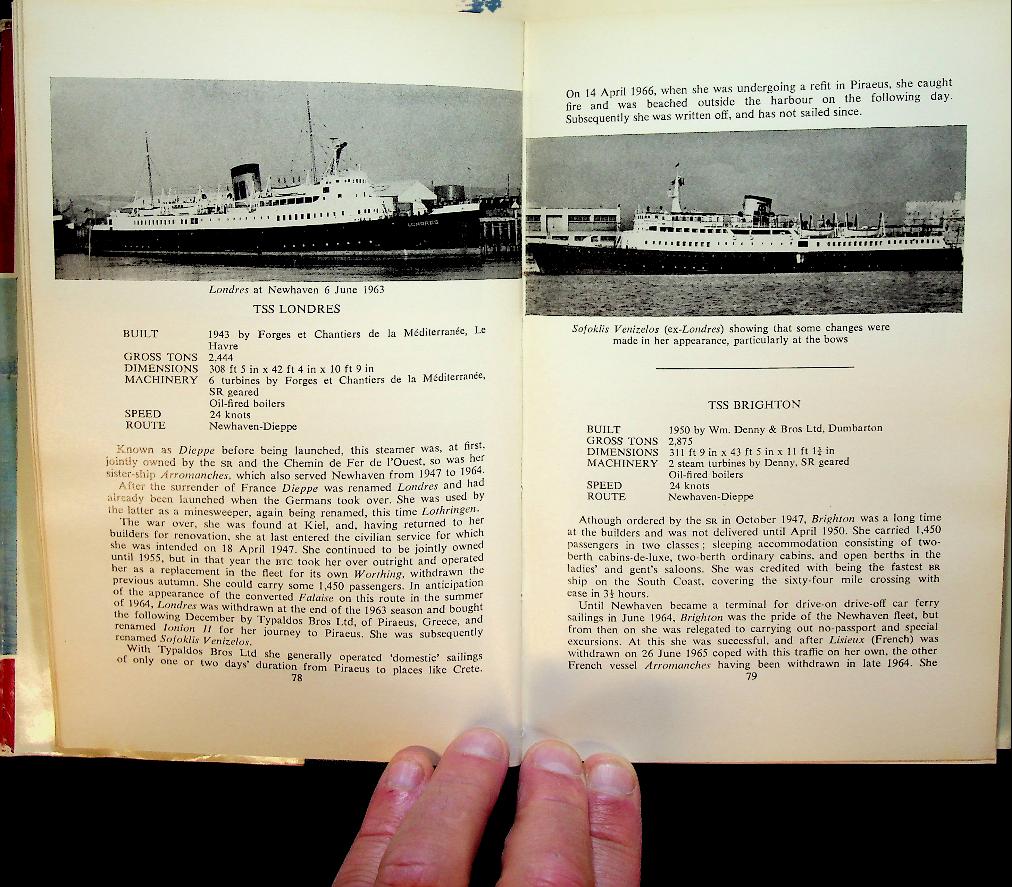 LONDRES
Londres at Newhaven 6 June 1963
TSS LONDRES
BUILT 1943 by Forges et Chantiers de la Méditerranée, Le
Havre
GROSS TONS 2,444
DIMENSIONS 308 ft 5 in x 42 ft 4 in x 10 ft 9 in
MACHINERY 6 turbines by Forges et Chantiers de la Méditerranée,
SR geared
Oil-fired boilers
SPEED 24 knots
ROUTE Newhaven-Dieppe
Known as Dieppe before being launched, this steamer was, at first,
jointly owned by the SR and the Chemin de Fer de l'Ouest, so was her
sister-ship Arromanches, which also served Newhaven from 1947 to 1964.
After the surrender of France Dieppe was renamed Londres and had
already been launched when the Germans took over. She was used by
the latter as a minesweeper, again being renamed, this time Lothringen.
The war over, she was found at Kiel, and, having returned to her
builders for renovation, she at last entered the civilian service for which
she was intended on 18 April 1947. She continued to be jointly owned
until 1955, but in that year the BTC took her over outright and operated
her as a replacement in the fleet for its own Worthing, withdrawn the
previous autumn. She could carry some 1,450 passengers. In anticipation
of the appearance of the converted Falaise on this route in the summer
of 1964, Londres was withdrawn at the end of the 1963 season and bought
the following December by Typaldos Bros Ltd, of Piraeus, Greece, and
renamed Ionion II for her journey to Piraeus. She was subsequently
renamed Sofoklis Venizelos.
With Typaldos Bros Ltd she generally operated 'domestic' sailings
of only one or two days' duration from Piraeus to places like Crete.
78
On 14 April 1966, when she was undergoing a refit in Piraeus, she caught
fire and was beached outside the harbour on the following day.
Subsequently she was written off, and has not sailed since.
Sofoklis Venizelos (ex-Londres) showing that some changes were
made in her appearance, particularly at the bows
TSS BRIGHTON
BUILT 1950 by Wm. Denny & Bros Ltd, Dumbarton
GROSS TONS 2,875
DIMENSIONS 311 ft 9 in x 43 ft 5 in x 11 ft 1½ in
MACHINERY 2 steam turbines by Denny, SR geared
Oil-fired boilers
SPEED 24 knots
ROUTE Newhaven-Dieppe
Athough ordered by the SR in October 1947, Brighton was a long time
at the builders and was not delivered until April 1950. She carried 1,450
passengers in two classes; sleeping accommodation consisting of two-
berth cabins-de-luxe, two-berth ordinary cabins, and open berths in the
ladies' and gent's saloons. She was credited with being the fastest BR
ship on the South Coast, covering the sixty-four mile crossing with
ease in 3¼ hours.
Until Newhaven became a terminal for drive-on drive-off car ferry
sailings in June 1964, Brighton was the pride of the Newhaven fleet, but
from then on she was relegated to carrying out no-passport and special
excursions. At this she was successful, and after Lisieux (French) was
withdrawn on 26 June 1965 coped with this traffic on her own, the other
French vessel Arromanches having been withdrawn in late 1964. She
79